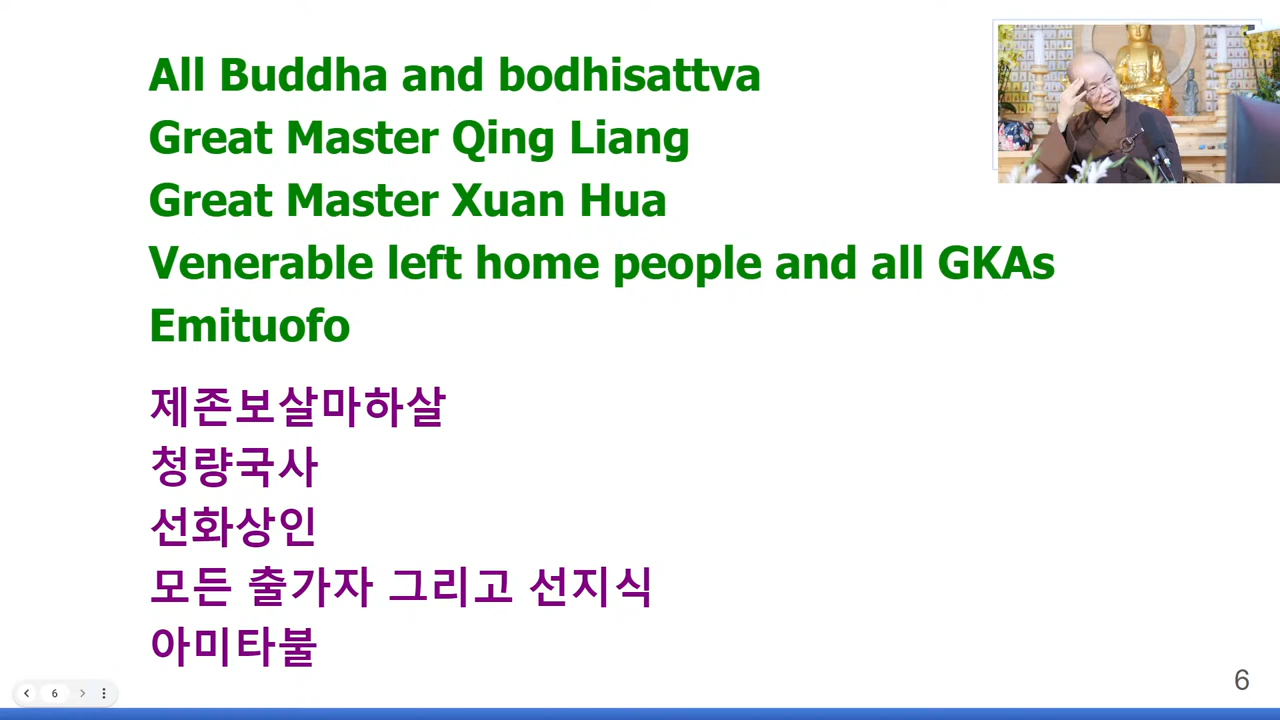 All Buddha and bodhisattva
Great Master Qing Liang
Great Master Xuan Hua
Venerable left home people and all GKAs
Emituofo
제존보살마하살
청량국사
선화상인
모든 출가자 그리고 선지식
아미타불
6
6